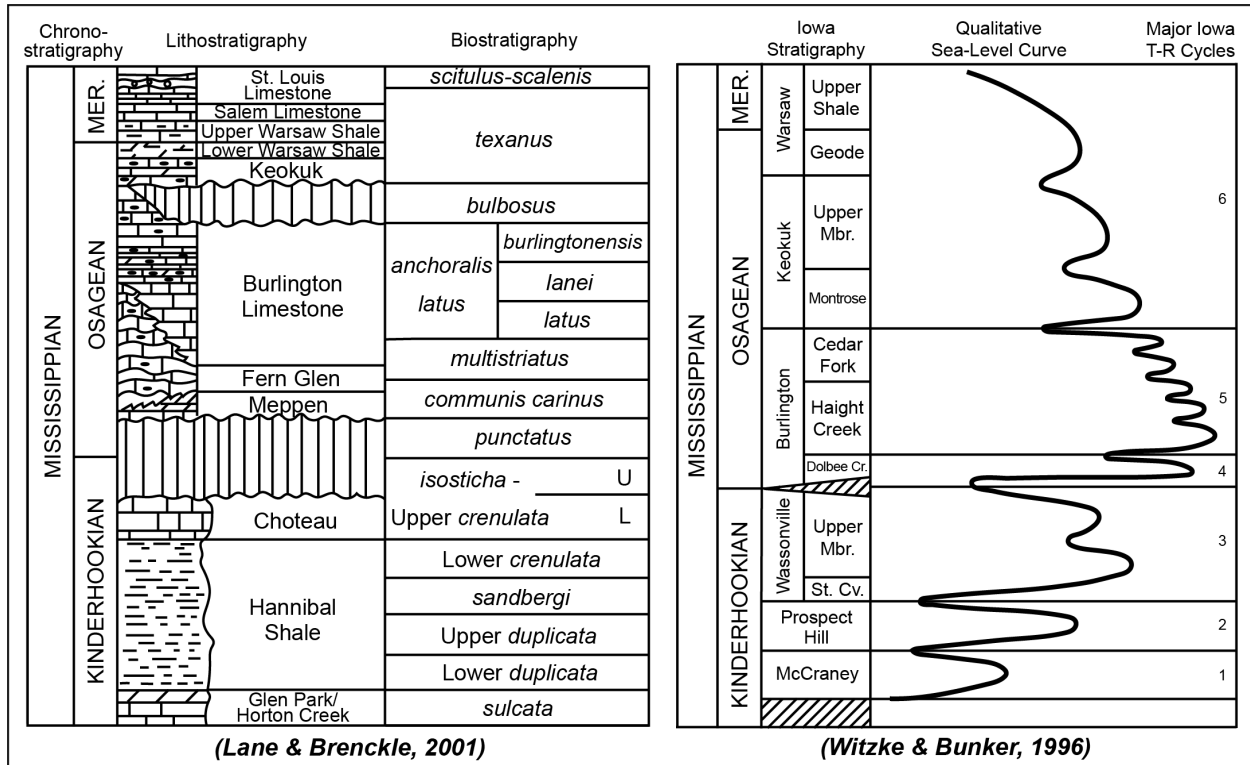 Chrono-
stratigraphy
Lithostratigraphy
Biostratigraphy
MISSISSIPPIAN
MER.
OSAGEAN
KINDERHOOKIAN
St. Louis
Limestone
Salem Limestone
Upper Warsaw Shale
Lower Warsaw Shale
Keokuk
Burlington
Limestone
Fern Glen
Meppen
Choteau
Hannibal
Shale
Glen Park/
Horton Creek
scitulus-scalenis
texanus
bulbosus
anchoralis
latus
burlingtonensis
lanei
latus
multistriatus
communis carinus
punctatus
isosticha - U
Upper crenulata L
Lower crenulata
sandbergi
Upper duplicata
Lower duplicata
sulcata
(Lane & Brenckle, 2001)
Iowa
Stratigraphy
Qualitative
Sea-Level Curve
Major Iowa
T-R Cycles
MISSISSIPPIAN
MER.
OSAGEAN
KINDERHOOKIAN
Warsaw
Upper
Shale
Geode
Keokuk
Upper
Mbr.
Montrose
Burlington
Cedar
Fork
Haight
Creek
Dolbee Cr.
Wassonville
Upper
Mbr.
St. Cv.
Prospect
Hill
McCraney
6
5
4
3
2
1
(Witzke & Bunker, 1996)